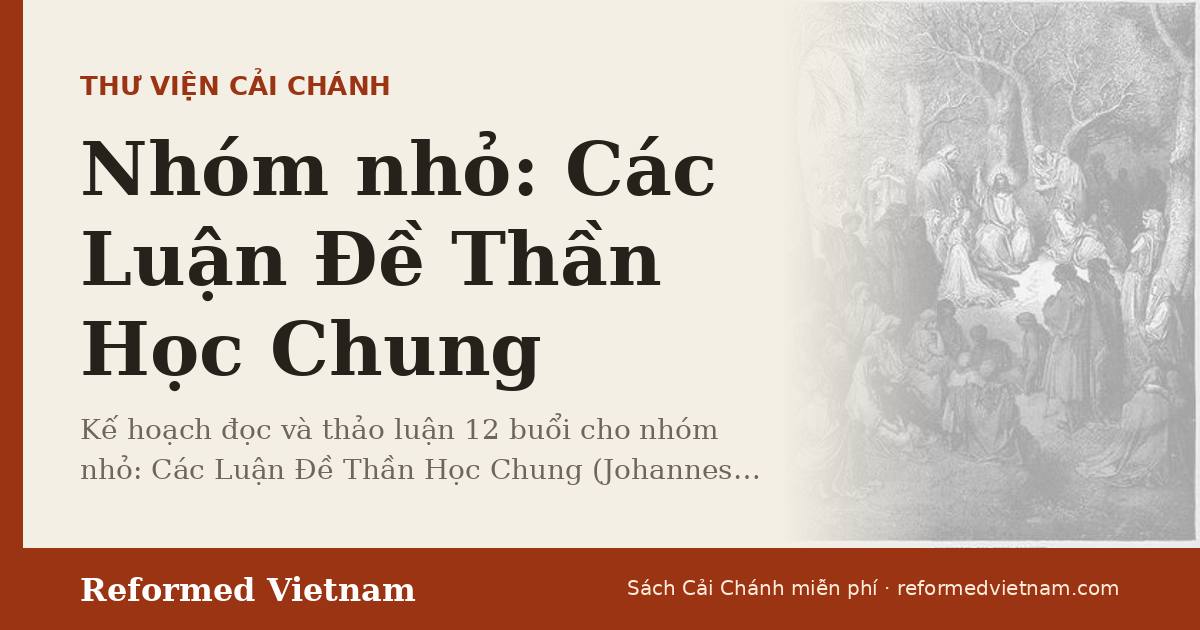 THƯ VIỆN CẢI CHÁNH
Nhóm nhỏ: Các
Luận Đề Thần
Học Chung
Kế hoạch đọc và thảo luận 12 buổi cho nhóm
nhỏ: Các Luận Đề Thần Học Chung (Johannes…
Reformed Vietnam
Sách Cải Chánh miễn phí · reformedvietnam.com